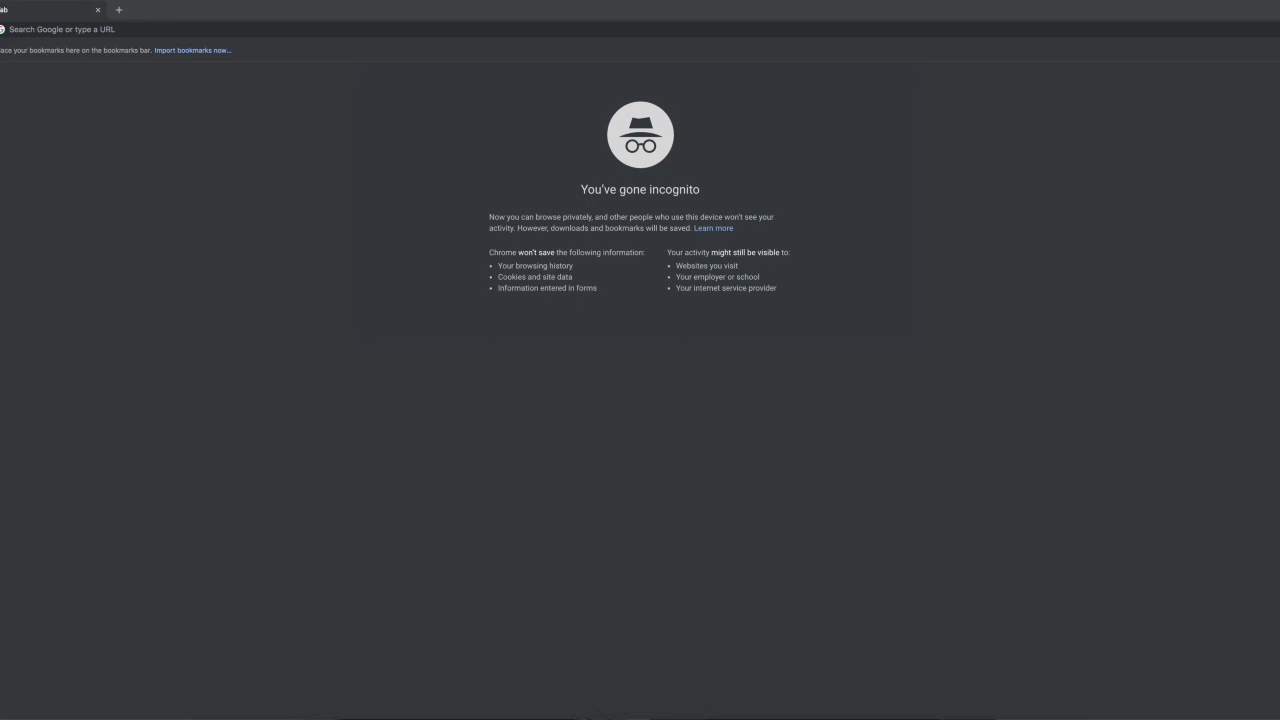 ab
Search Google or type a URL
lace your bookmarks here on the bookmarks bar. Import bookmarks now...
You've gone incognito
Now you can browse privately, and other people who use this device won't see your
activity. However, downloads and bookmarks will be saved. Learn more
Chrome won't save the following information:
• Your browsing history
• Cookies and site data
• Information entered in forms
Your activity might still be visible to:
• Websites you visit
• Your employer or school
• Your internet service provider